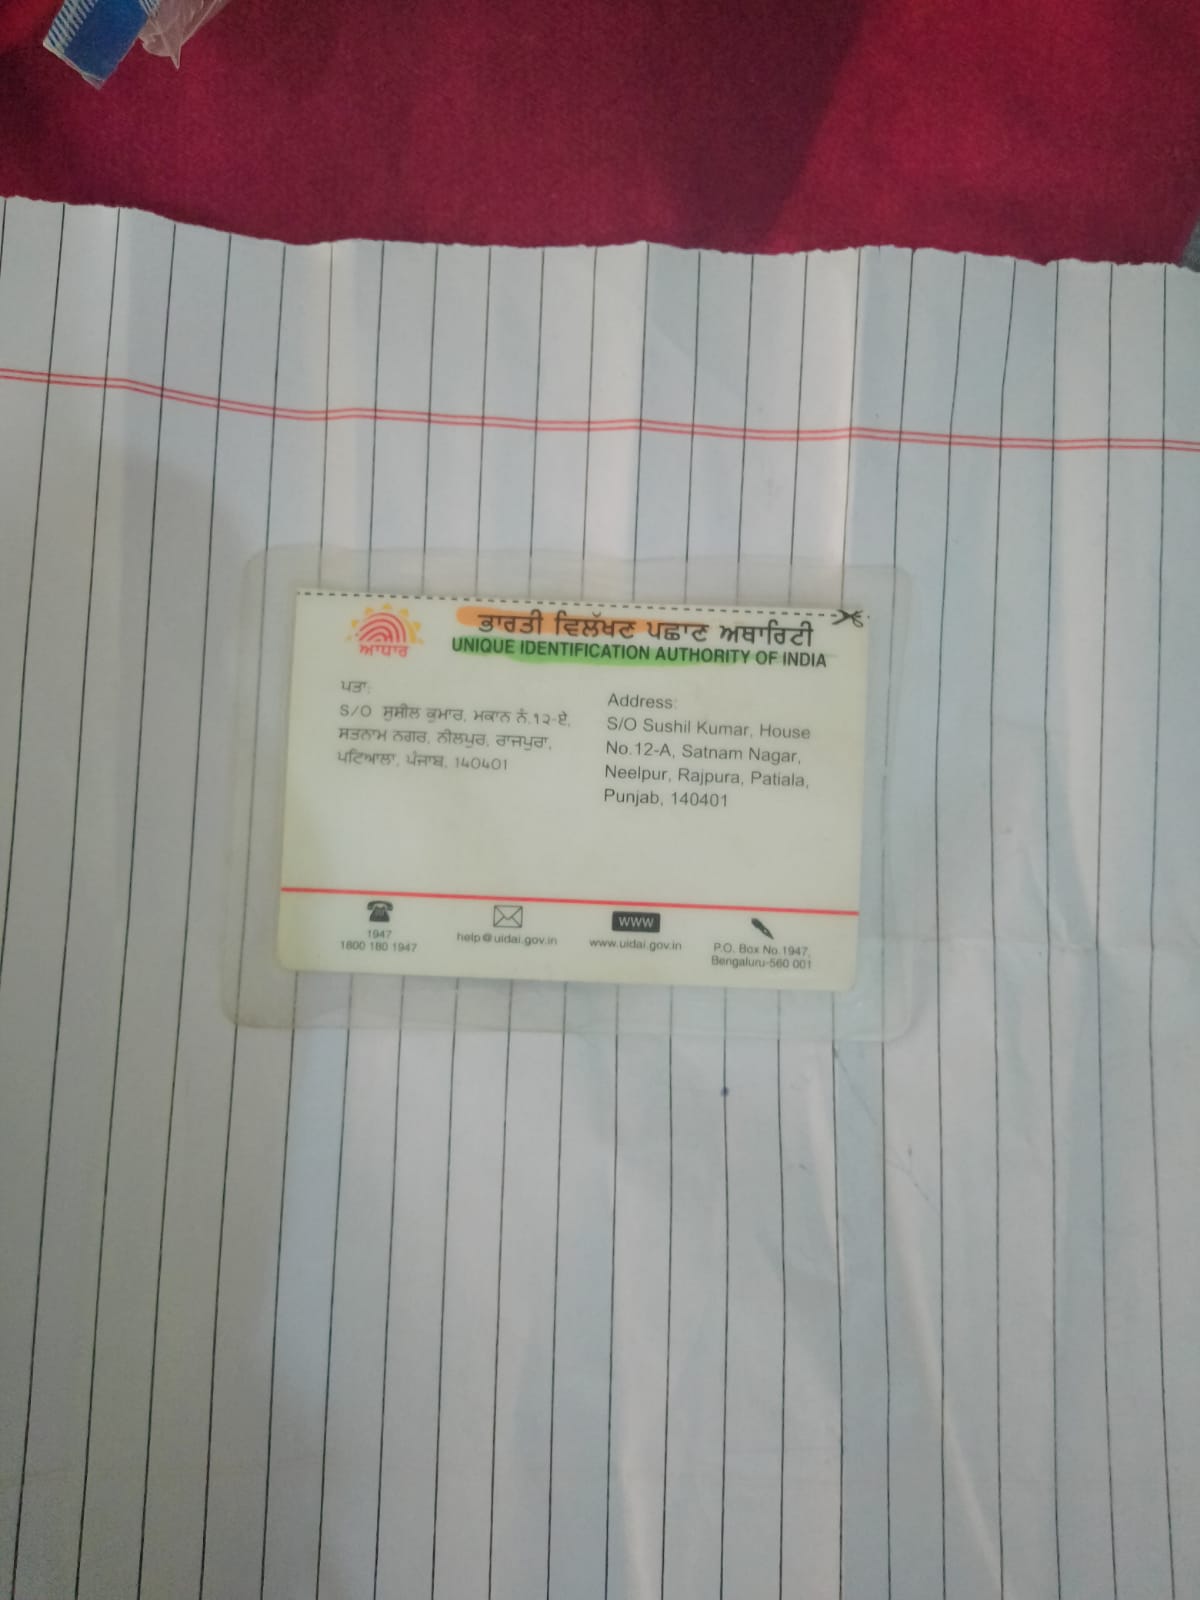 ਭਾਰਤੀ ਵਿਲੱਖਣ ਪਛਾਣ ਅਥਾਰਿਟੀ
UNIQUE IDENTIFICATION AUTHORITY OF INDIA
ਆਧਾਰ
ਪਤਾ:
S/O ਸੁਸ਼ੀਲ ਕੁਮਾਰ, ਮਕਾਨ ਨੰ.੧੨-ਏ,
ਸਤਨਾਮ ਨਗਰ, ਨੀਲਪੁਰ, ਰਾਜਪੁਰਾ,
ਪਟਿਆਲਾ, ਪੰਜਾਬ, 140401
Address:
S/O Sushil Kumar, House
No.12-A, Satnam Nagar,
Neelpur, Rajpura, Patiala,
Punjab, 140401
1947
1800 180 1947
help@uidai.gov.in
www
www.uidai.gov.in
P.O. Box No.1947,
Bengaluru-560 001